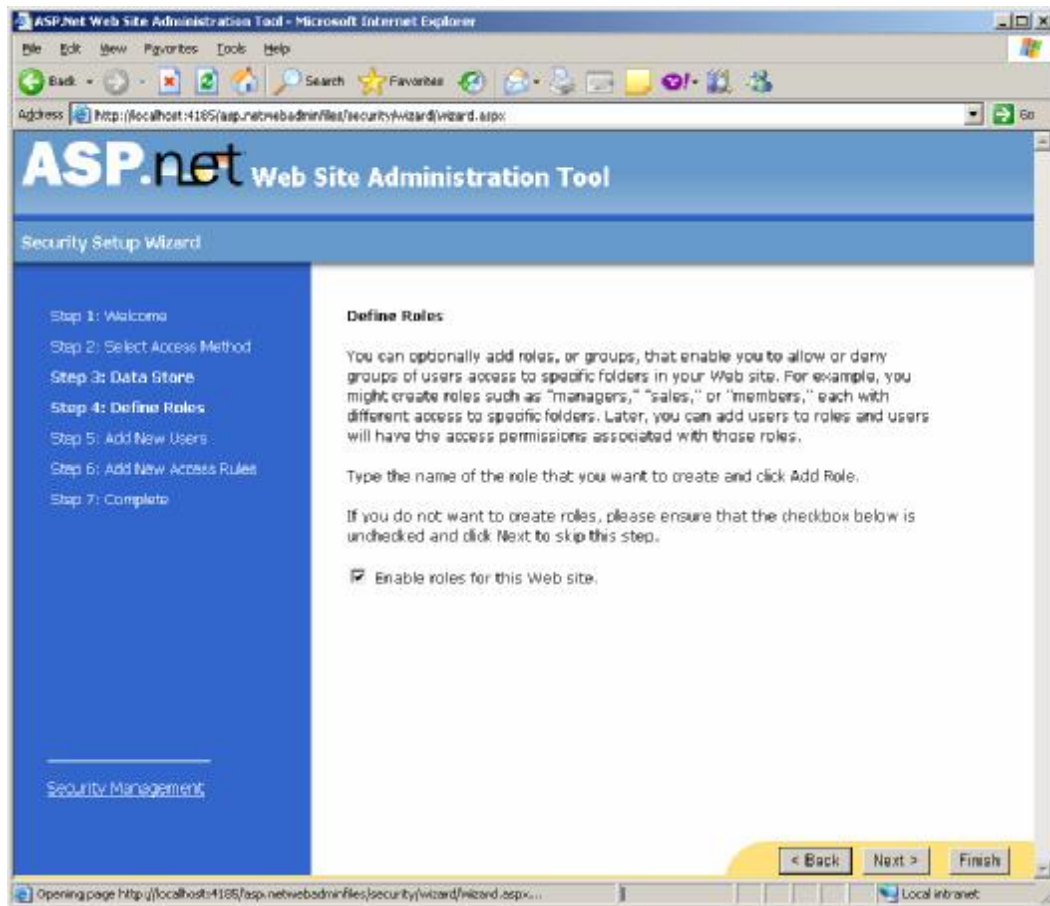 ASP.Net Web Site Administration Tool - Microsoft Internet Explorer
File Edit View Favorites Tools Help
Back Search Favorites
Address http://localhost:4185/asp.netwebadminfiles/security/wizard/wizard.aspx Go
ASP.net Web Site Administration Tool
Security Setup Wizard
Step 1: Welcome
Step 2: Select Access Method
Step 3: Data Store
Step 4: Define Roles
Step 5: Add New Users
Step 6: Add New Access Rules
Step 7: Complete
Security Management
Define Roles
You can optionally add roles, or groups, that enable you to allow or deny
groups of users access to specific folders in your Web site. For example, you
might create roles such as "managers," "sales," or "members," each with
different access to specific folders. Later, you can add users to roles and users
will have the access permissions associated with those roles.
Type the name of the role that you want to create and click Add Role.
If you do not want to create roles, please ensure that the checkbox below is
unchecked and click Next to skip this step.
Enable roles for this Web site.
< Back Next > Finish
Opening page http://localhost:4185/asp.netwebadminfiles/security/wizard/wizard.aspx... Local intranet